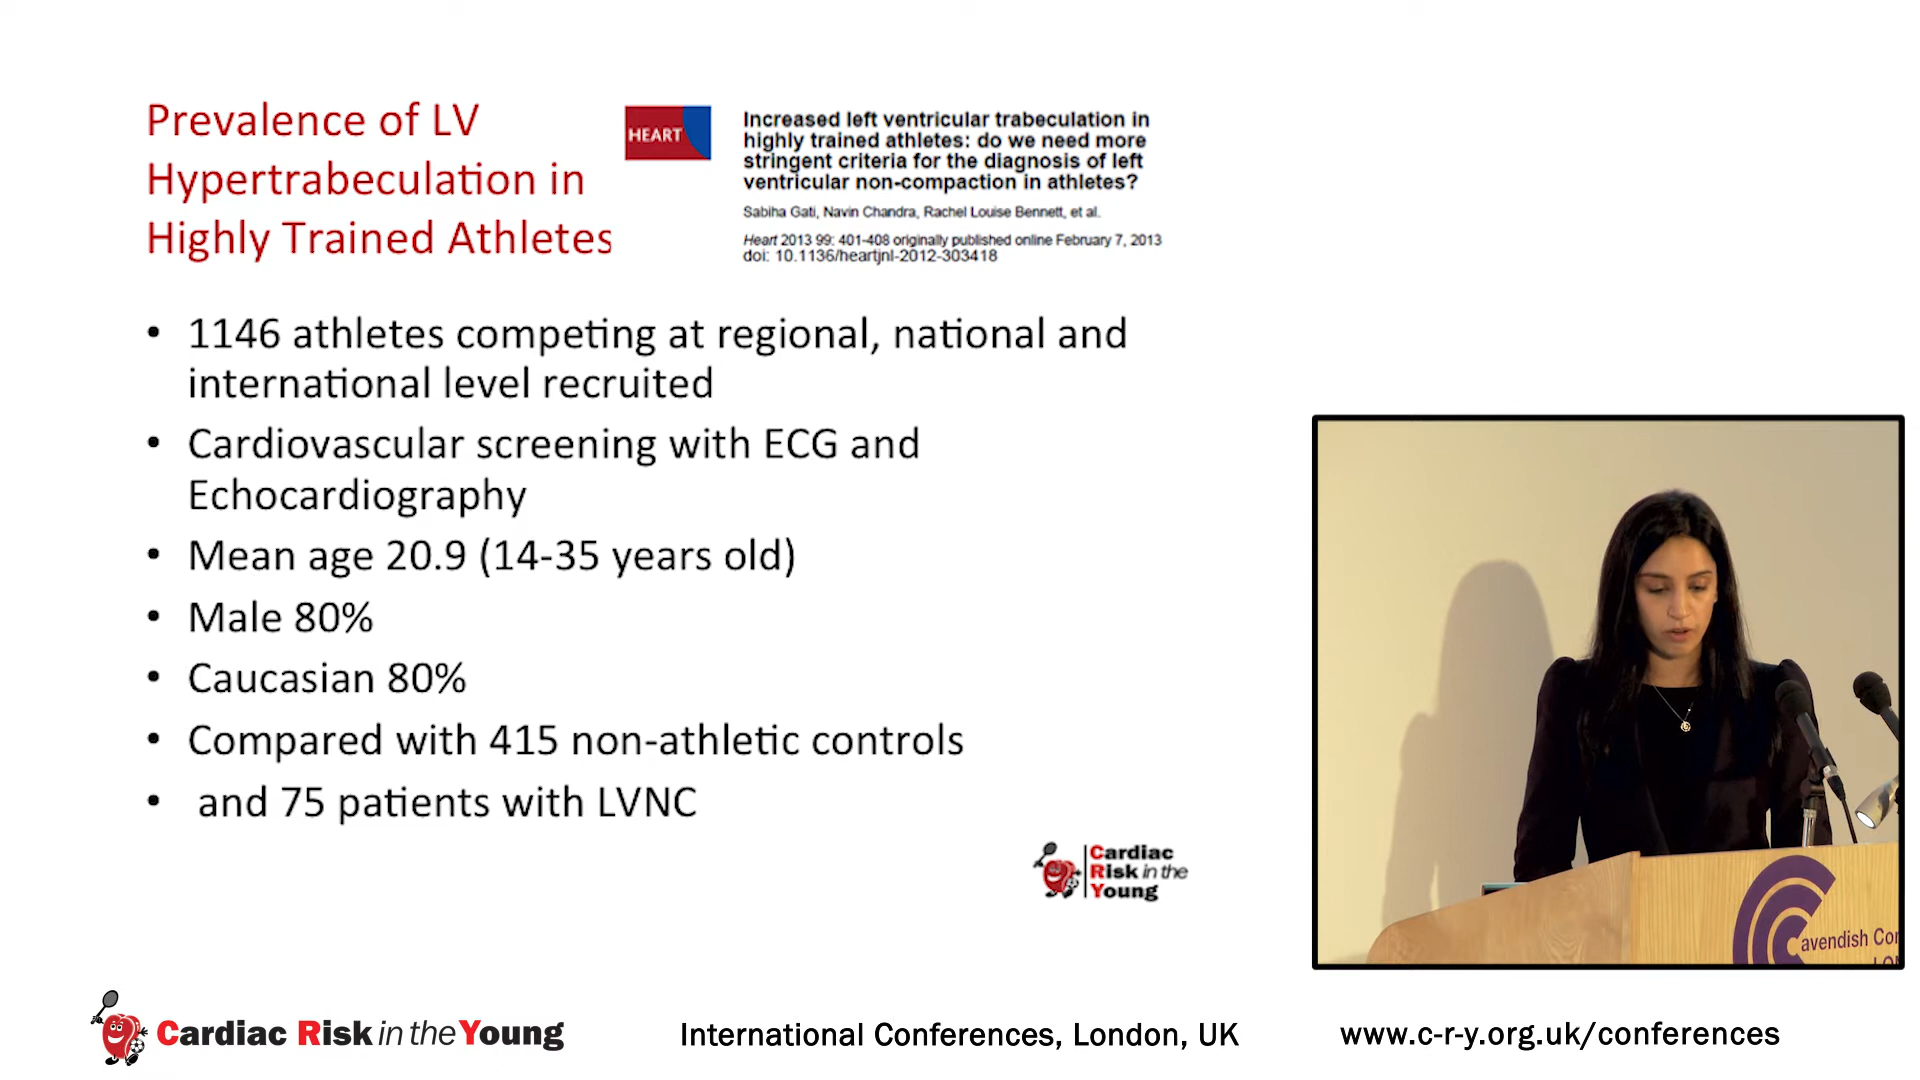 Prevalence of LV
Hypertrabeculation in
Highly Trained Athletes
HEART
Increased left ventricular trabeculation in
highly trained athletes: do we need more
stringent criteria for the diagnosis of left
ventricular non-compaction in athletes?
Sabiha Gati, Navin Chandra, Rachel Louise Bennett, et al.
Heart 2013 99: 401-408 originally published online February 7, 2013
doi: 10.1136/heartjnl-2012-303418
• 1146 athletes competing at regional, national and
international level recruited
• Cardiovascular screening with ECG and
Echocardiography
• Mean age 20.9 (14-35 years old)
• Male 80%
• Caucasian 80%
• Compared with 415 non-athletic controls
• and 75 patients with LVNC
Cardiac
Risk in the
Young
avendish Con
LON
Cardiac Risk in the Young
International Conferences, London, UK
www.c-r-y.org.uk/conferences